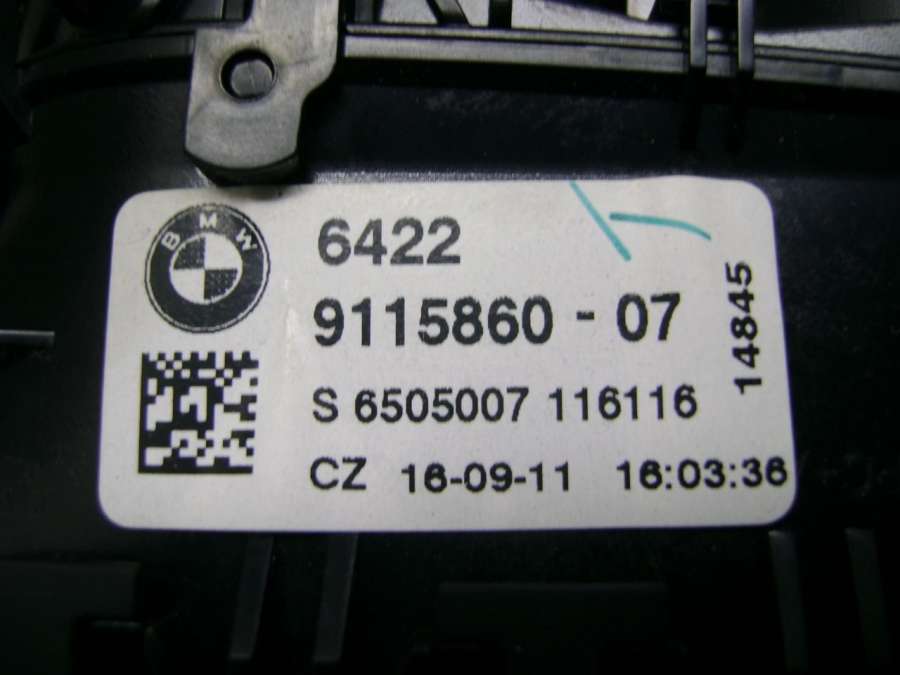 BMW
6422
9115860 - 07
S 6505007 116116
CZ 16-09-11 16:03:36
14845